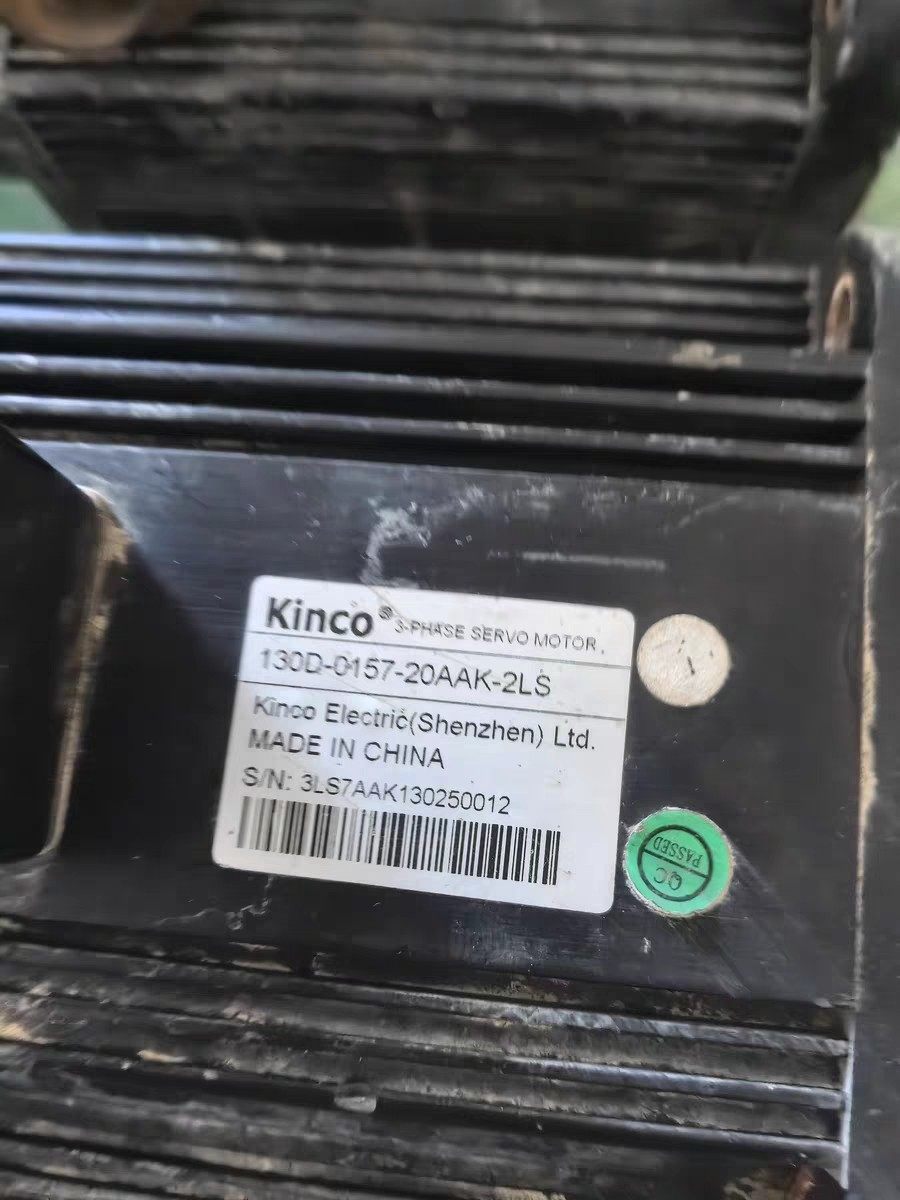 Kinco® 3-PHASE SERVO MOTOR
130D-0157-20AAK-2LS
Kinco Electric(Shenzhen) Ltd.
MADE IN CHINA
S/N: 3LS7AAK130250012
QC
PASSED